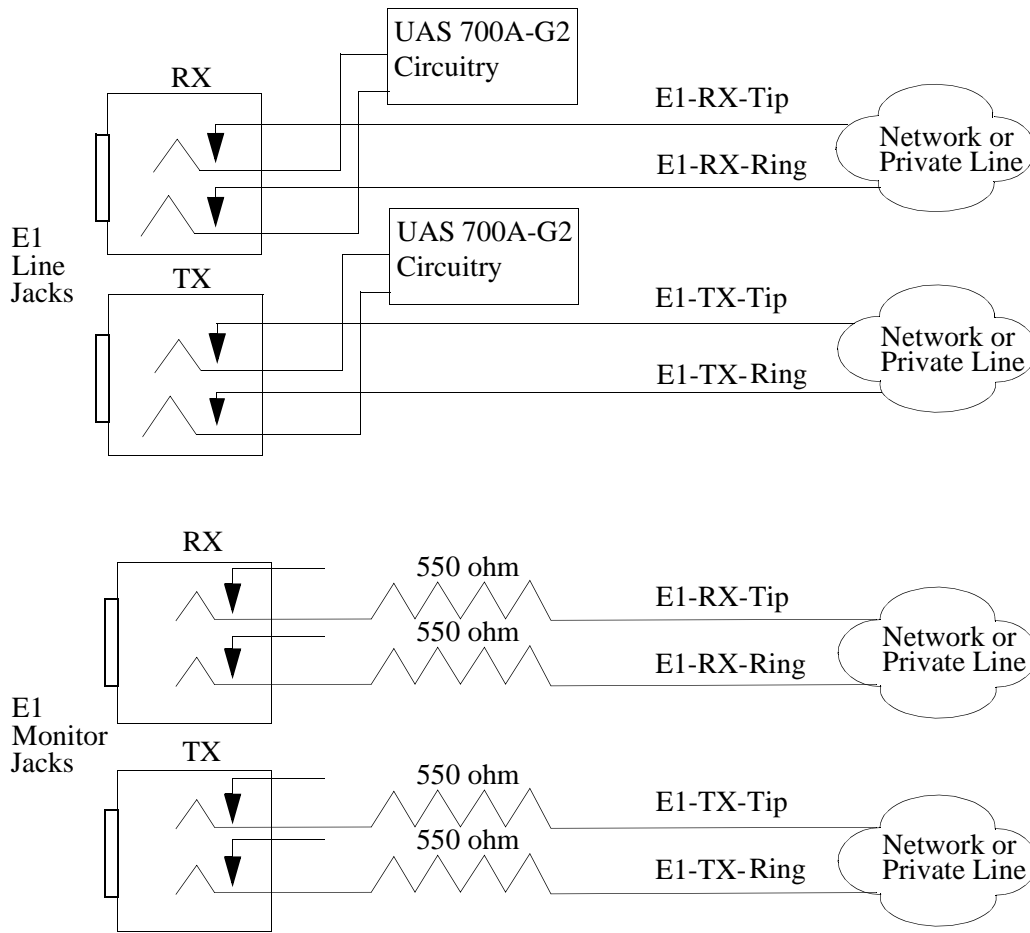 UAS 700A-G2
Circuitry
RX
E1-RX-Tip
Network or
Private Line
E1-RX-Ring
E1
Line
Jacks
UAS 700A-G2
Circuitry
TX
E1-TX-Tip
Network or
Private Line
E1-TX-Ring
RX
550 ohm
E1-RX-Tip
550 ohm
Network or
Private Line
E1-RX-Ring
E1
Monitor
Jacks
TX
550 ohm
E1-TX-Tip
550 ohm
Network or
Private Line
E1-TX-Ring